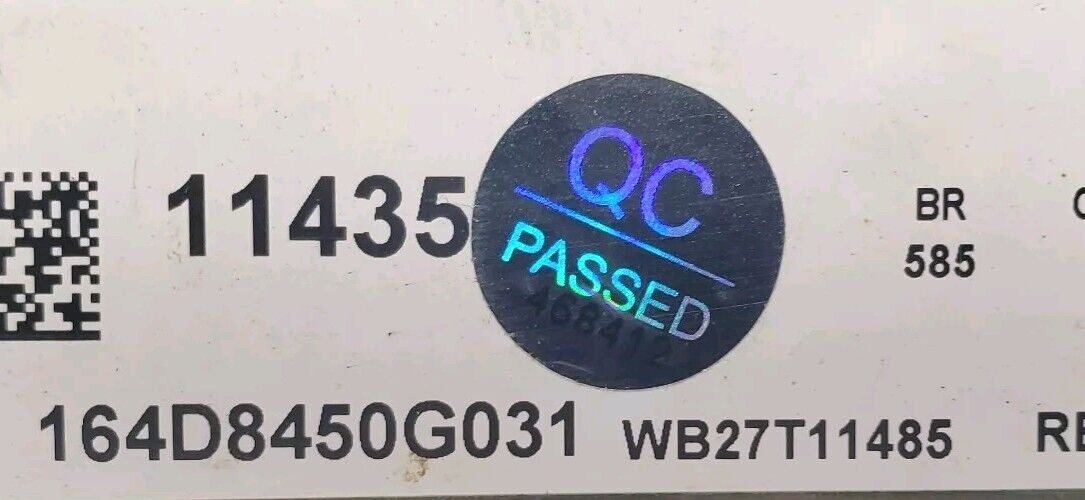 11435
QC
PASSED
468412
BR
585
164D8450G031
WB27T11485